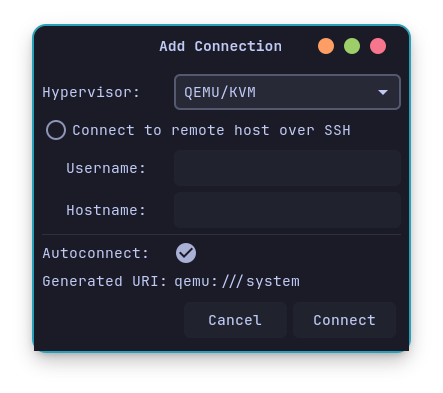 Add Connection
Hypervisor: QEMU/KVM
Connect to remote host over SSH
Username:
Hostname:
Autoconnect:
Generated URI: qemu:///system
Cancel Connect